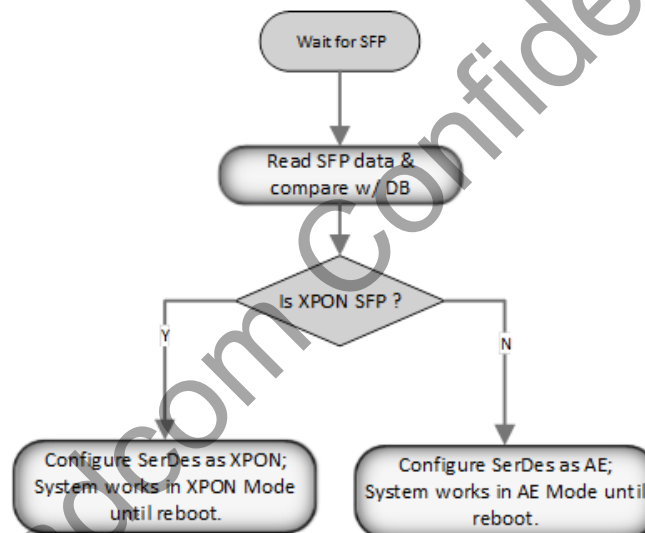 Wait for SFP
Read SFP data &
compare w/ DB
Is XPON SFP ?
Y
N
Configure SerDes as XPON;
System works in XPON Mode
until reboot.
Configure SerDes as AE;
System works in AE Mode until
reboot.